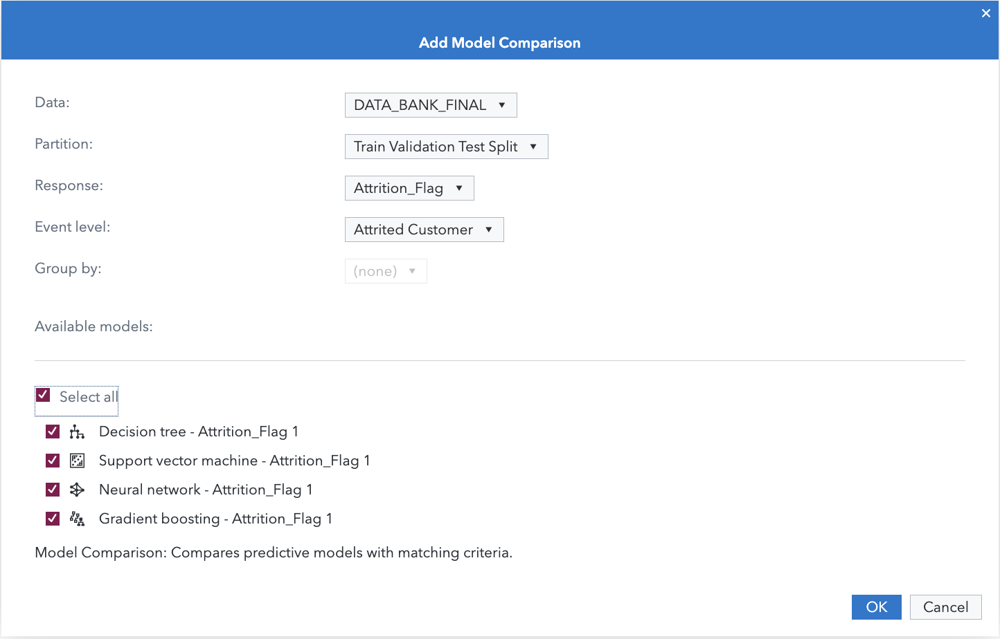 Add Model Comparison
Data: DATA_BANK_FINAL
Partition: Train Validation Test Split
Response: Attrition_Flag
Event level: Attrited Customer
Group by: (none)
Available models:
Select all
Decision tree - Attrition_Flag 1
Support vector machine - Attrition_Flag 1
Neural network - Attrition_Flag 1
Gradient boosting - Attrition_Flag 1
Model Comparison: Compares predictive models with matching criteria.
OK Cancel